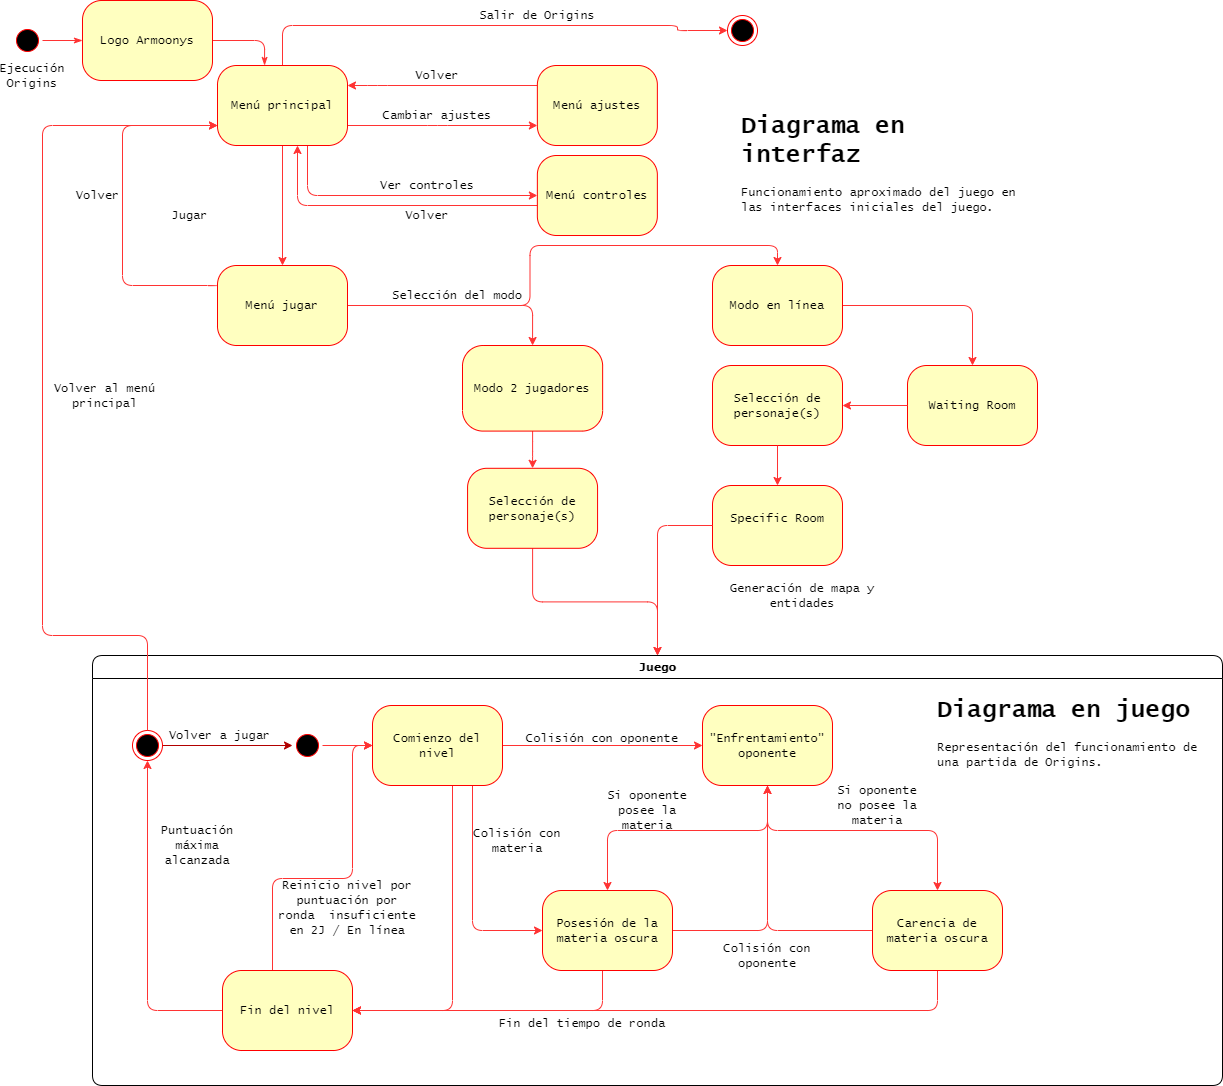 Salir de Origins
Logo Armoonys
Ejecución
Origins
Volver
Menú principal
Menú ajustes
Cambiar ajustes
Diagrama en
interfaz
Ver controles
Menú controles
Volver
Funcionamiento aproximado del juego en
las interfaces iniciales del juego.
Volver
Jugar
Menú jugar
Selección del modo
Modo en línea
Volver al menú
principal
Modo 2 jugadores
Selección de
personaje(s)
Waiting Room
Selección de
personaje(s)
Specific Room
Generación de mapa y
entidades
Juego
Diagrama en juego
Representación del funcionamiento de
una partida de Origins.
Volver a jugar
Comienzo del
nivel
Colisión con oponente
"Enfrentamiento"
oponente
Si oponente
posee la
materia
Si oponente
no posee la
materia
Puntuación
máxima
alcanzada
Colisión con
materia
Reinicio nivel por
puntuación por
ronda  insuficiente
en 2J / En línea
Posesión de la
materia oscura
Carencia de
materia oscura
Colisión con
oponente
Fin del nivel
Fin del tiempo de ronda